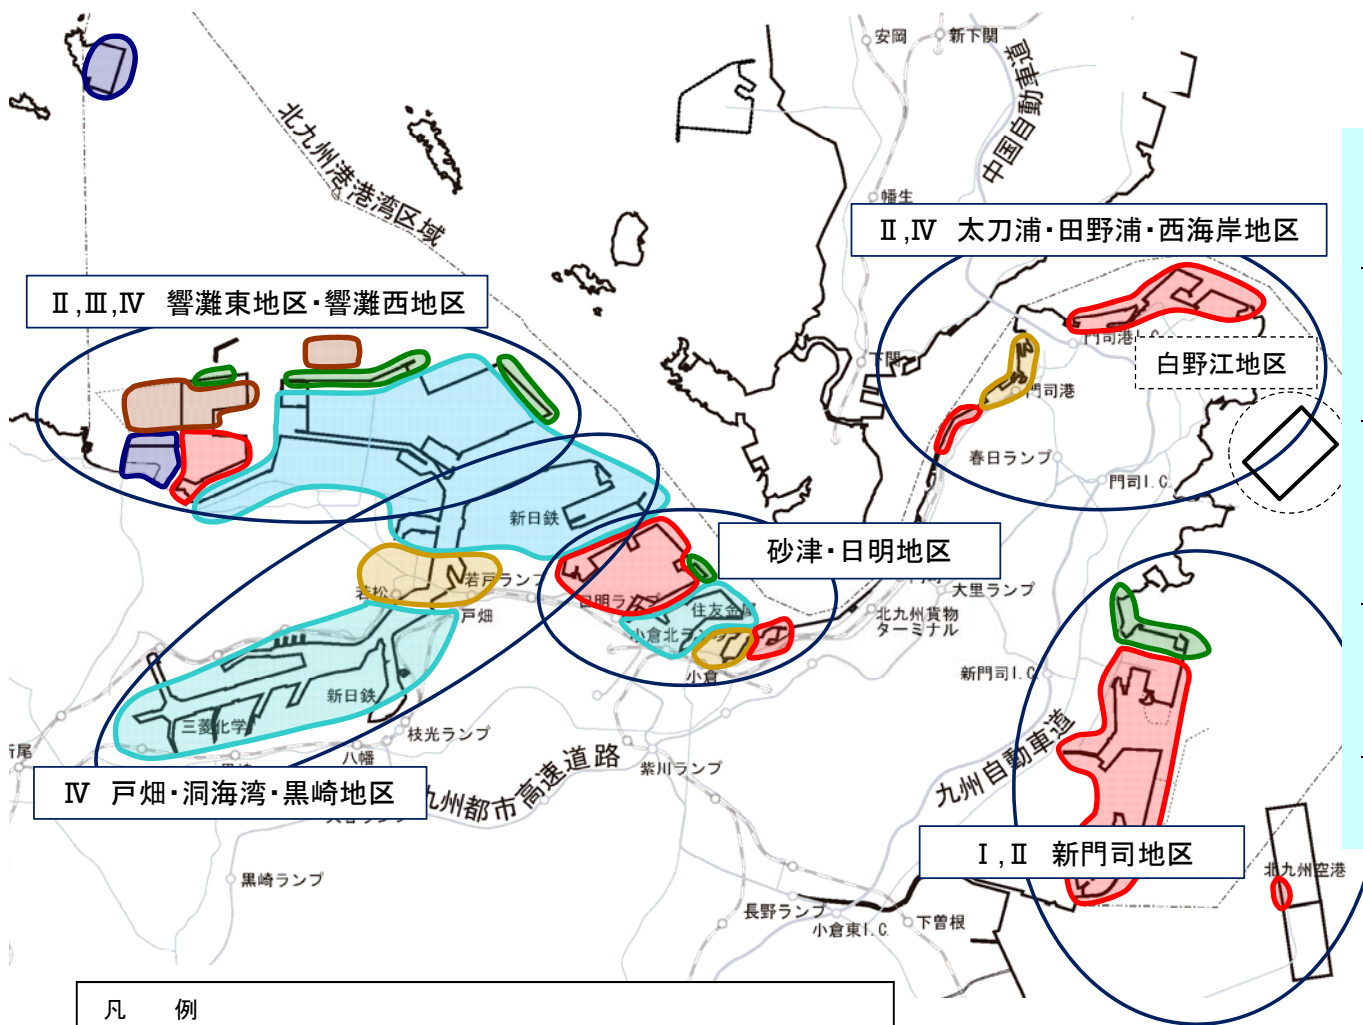 安岡
新下関
中国自動車道
北九州港港湾区域
幡生
Ⅱ,Ⅳ 太刀浦・田野浦・西海岸地区
Ⅱ,Ⅲ,Ⅳ 響灘東地区・響灘西地区
門司港I.C.
下関
白野江地区
門司港
春日ランプ
門司I.C.
新日鉄
砂津・日明地区
若戸ランプ
若松
戸畑
日明ランプ
住友金属
大里ランプ
北九州貨物
ターミナル
小倉北ランプ
小倉
新門司I.C.
新日鉄
三菱化学
枝光ランプ
八幡
紫川ランプ
九州自動車道
Ⅳ 戸畑・洞海湾・黒崎地区
九州都市高速道路
Ⅰ,Ⅱ 新門司地区
北九州空港
黒崎ランプ
長野ランプ
小倉東I.C.
下曽根
凡 例